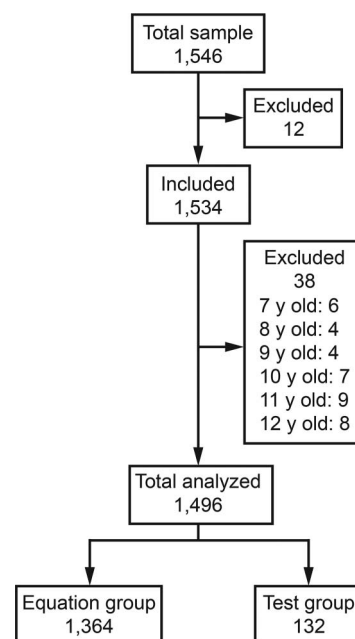 Total sample
1,546
Excluded
12
Included
1,534
Excluded
38
7 y old: 6
8 y old: 4
9 y old: 4
10 y old: 7
11 y old: 9
12 y old: 8
Total analyzed
1,496
Equation group
1,364
Test group
132